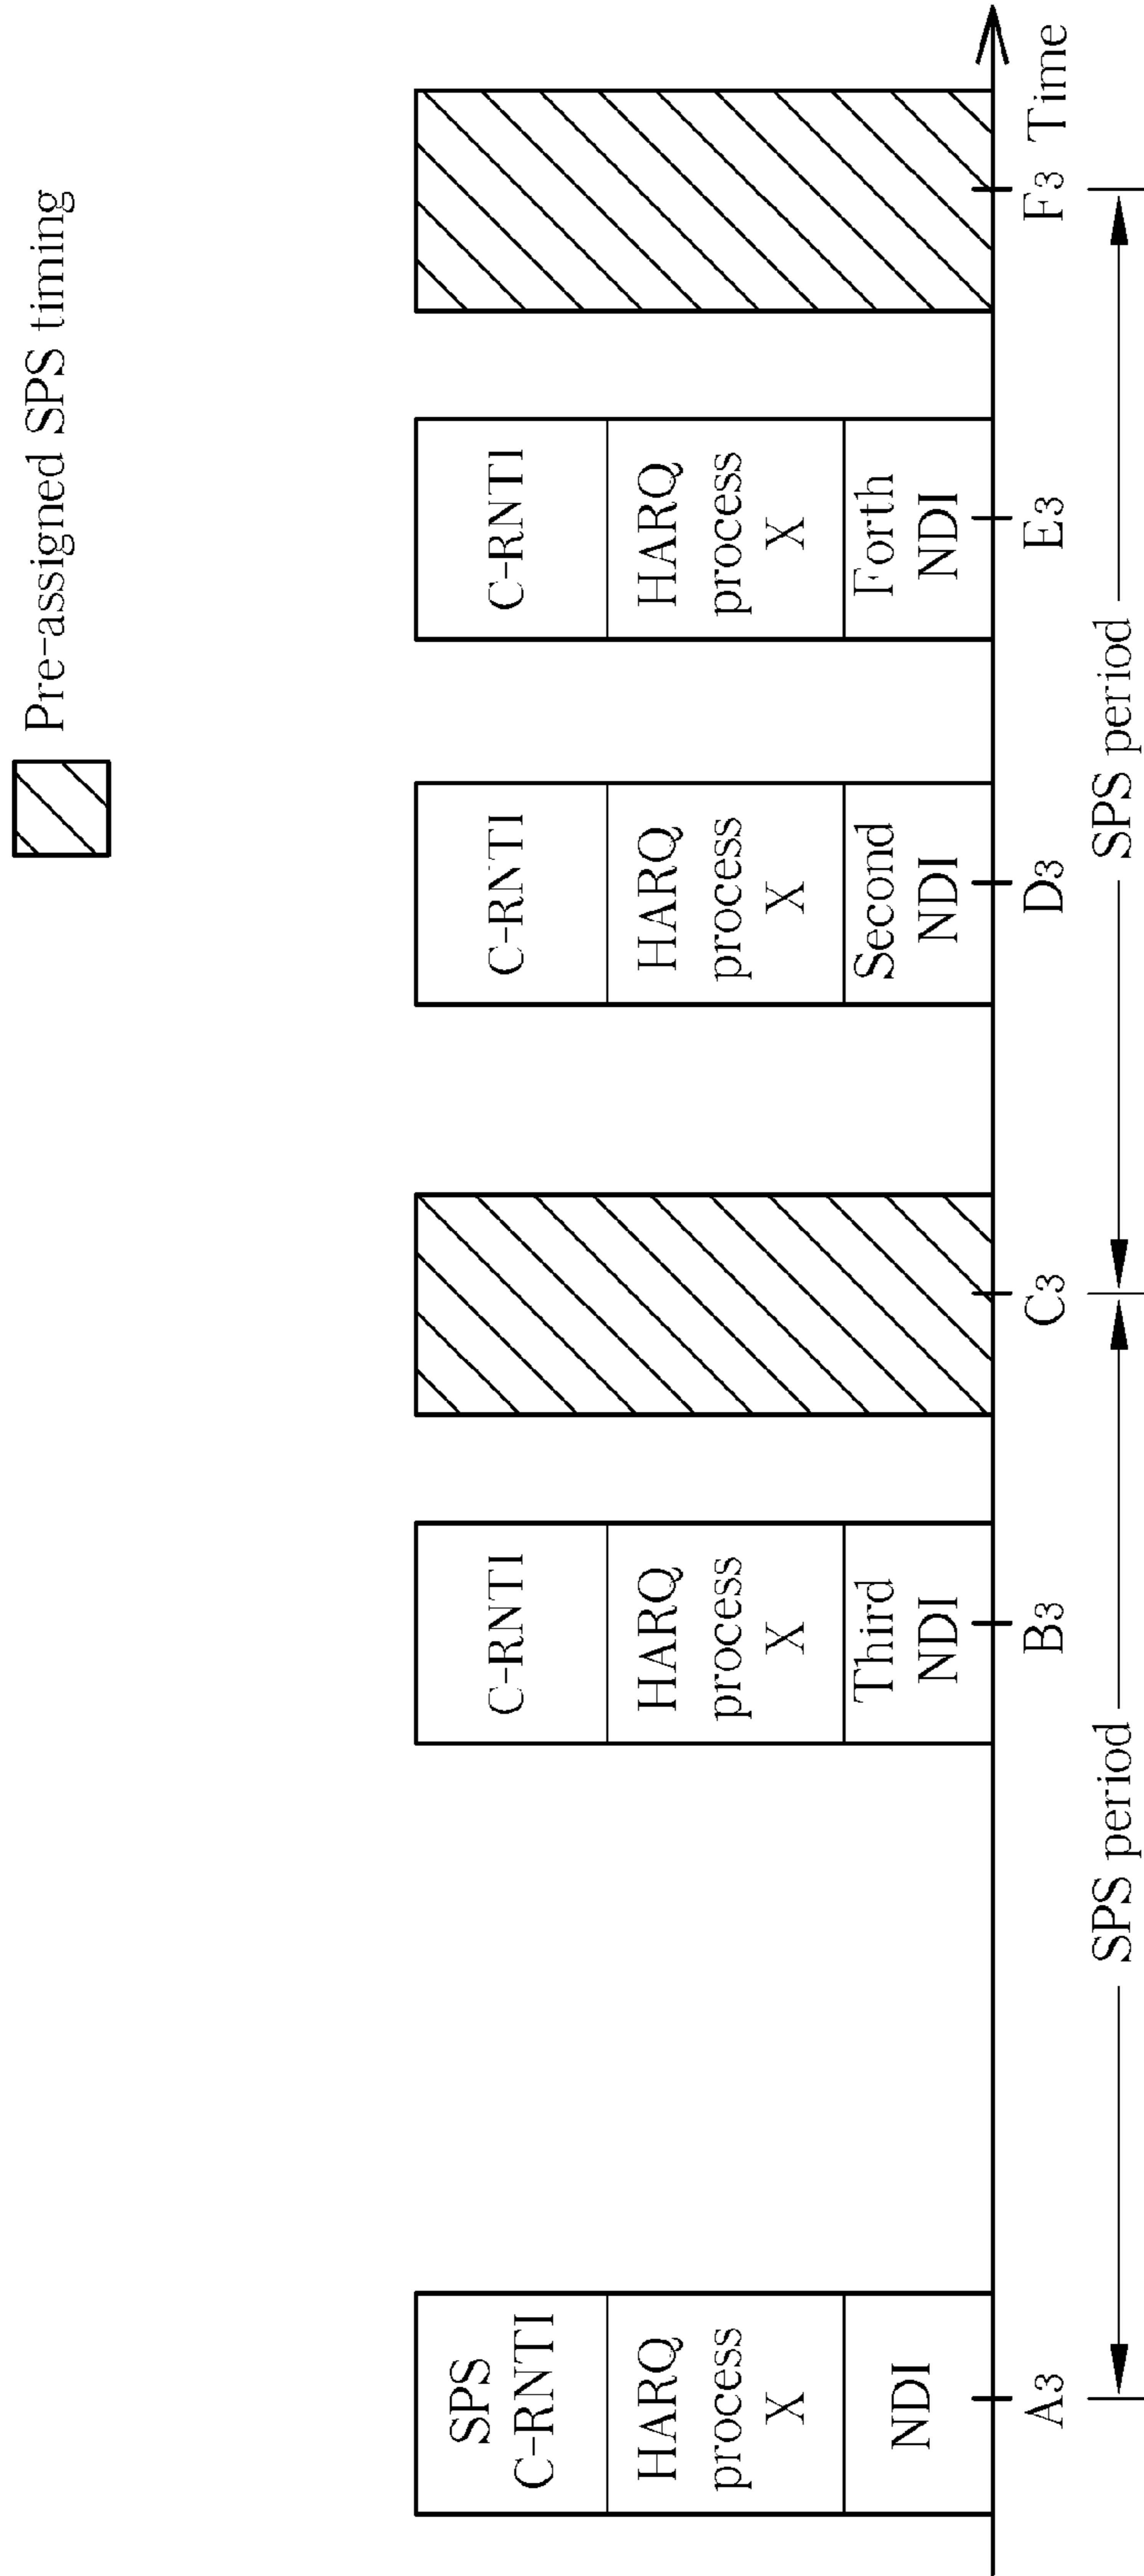 Pre-assigned SPS timing
SPS
C-RNTI
HARQ
process
X
NDI
C-RNTI
HARQ
process
X
Third
NDI
C-RNTI
HARQ
process
X
Second
NDI
C-RNTI
HARQ
process
X
Forth
NDI
A3
B3
C3
D3
E3
F3
Time
SPS period
SPS period